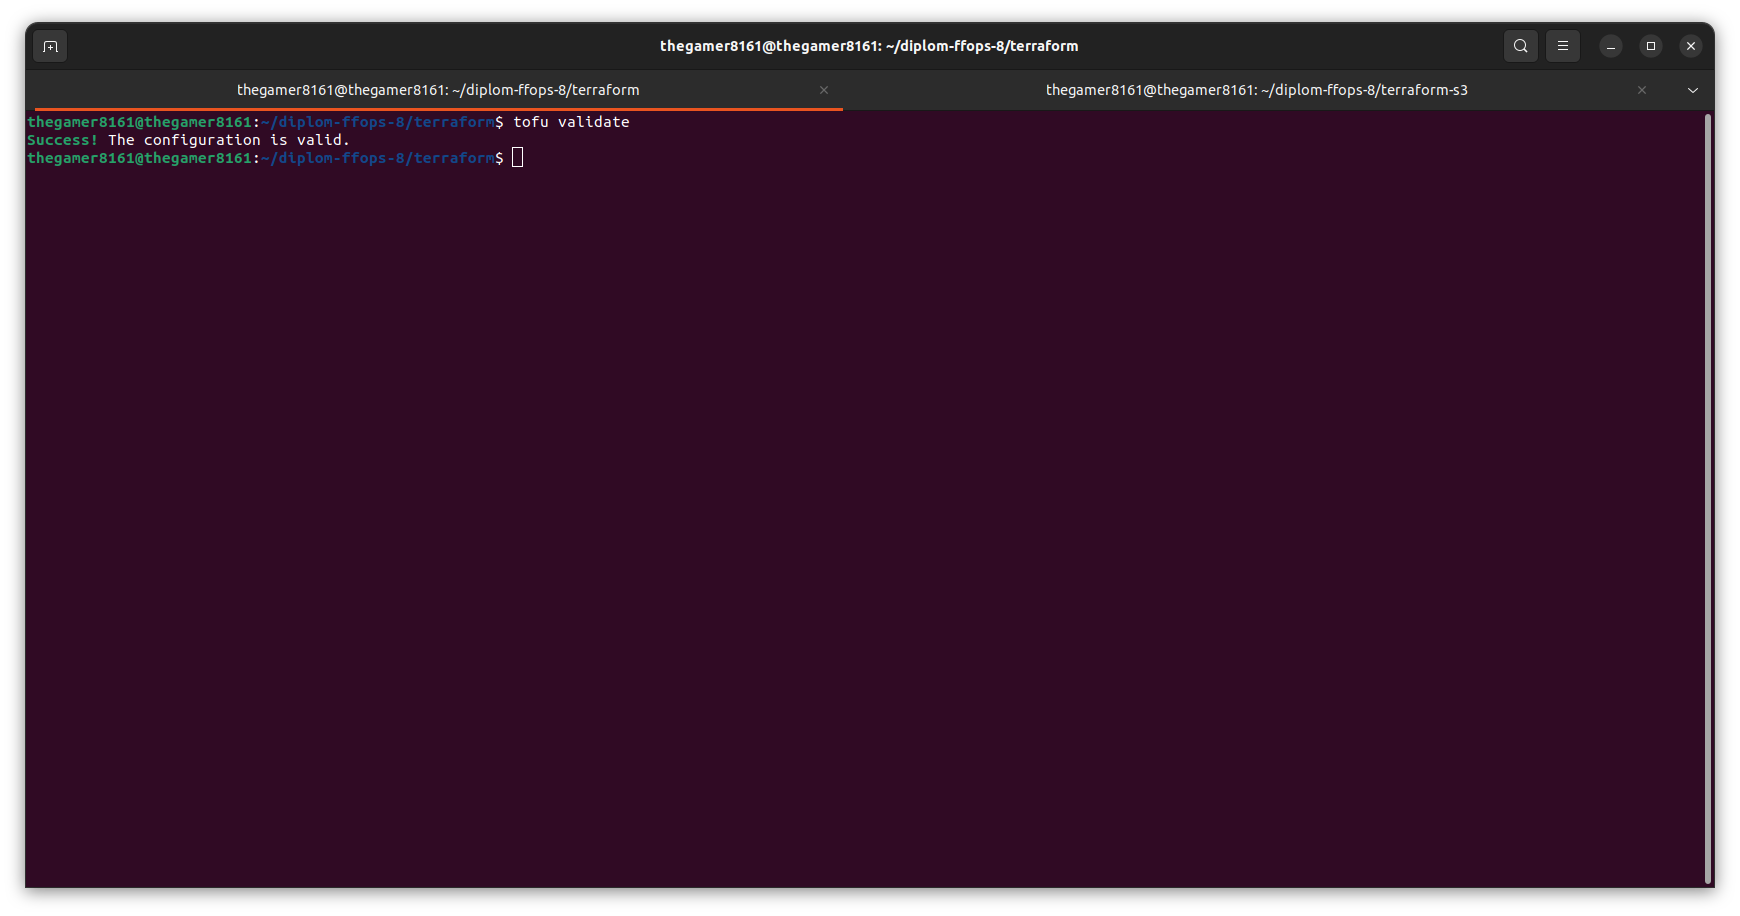 thegamer8161@thegamer8161: ~/diplom-ffops-8/terraform
thegamer8161@thegamer8161: ~/diplom-ffops-8/terraform
thegamer8161@thegamer8161: ~/diplom-ffops-8/terraform-s3
thegamer8161@thegamer8161:~/diplom-ffops-8/terraform$ tofu validate
Success! The configuration is valid.
thegamer8161@thegamer8161:~/diplom-ffops-8/terraform$